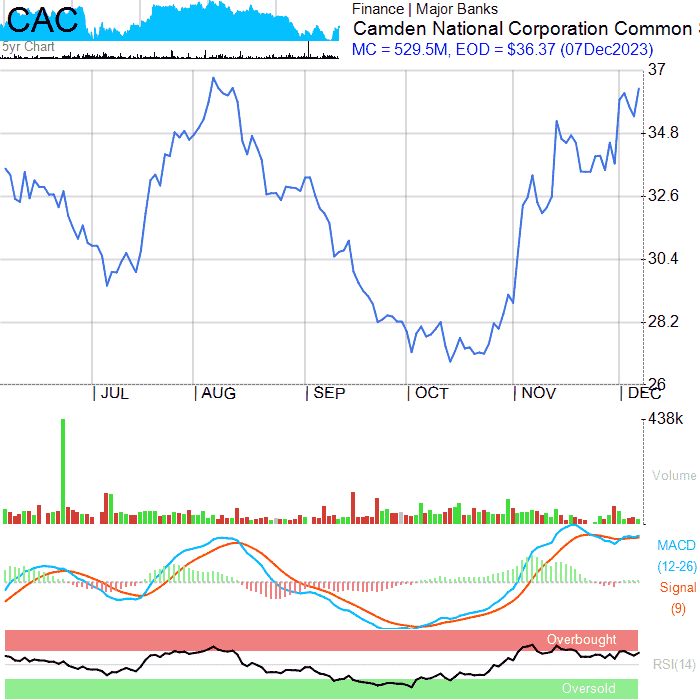 CAC
5yr Chart
Finance | Major Banks
Camden National Corporation Common
MC = 529.5M, EOD = $36.37 (07Dec2023)
37
34.8
32.6
30.4
28.2
26
JUL AUG SEP OCT NOV DEC
438k
Volume
MACD
(12-26)
Signal
(9)
Overbought
RSI(14)
Oversold